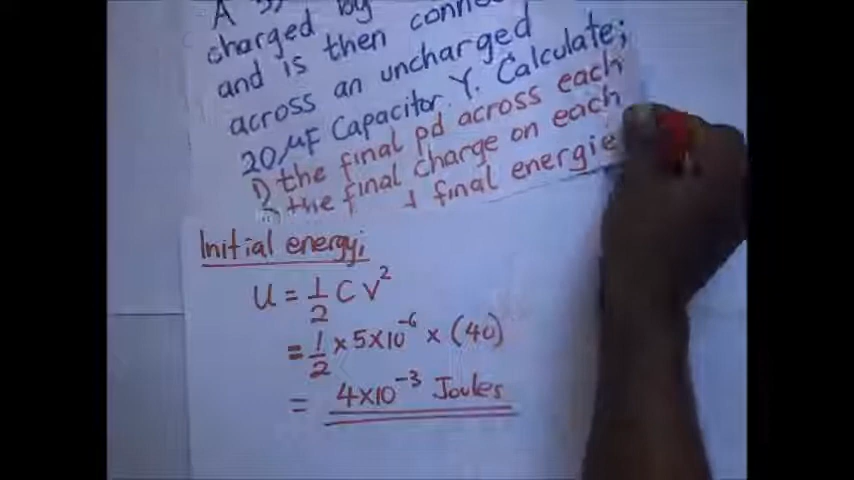 A
charged by
and is then
across an uncharged
20μF Capacitor Y. Calculate;
i) the final pd across each
the final charge on each
final energie
Initial energy;
U = 1/2 C V²
= 1/2 × 5×10⁻⁶ × (40)
= 4×10⁻³ Joules